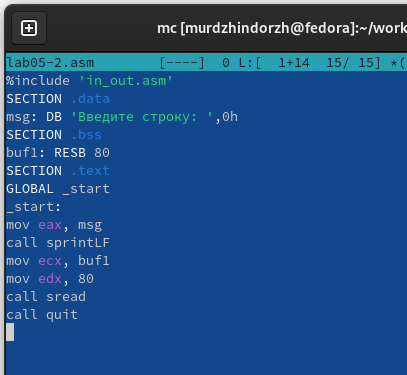 mc [murdzhindorzh@fedora]:~/work
lab05-2.asm [----] 0 L:[ 1+14 15/ 15] *(
%include 'in_out.asm'
SECTION .data
msg: DB 'Введите строку: ',0h
SECTION .bss
buf1: RESB 80
SECTION .text
GLOBAL _start
_start:
mov eax, msg
call sprintLF
mov ecx, buf1
mov edx, 80
call sread
call quit